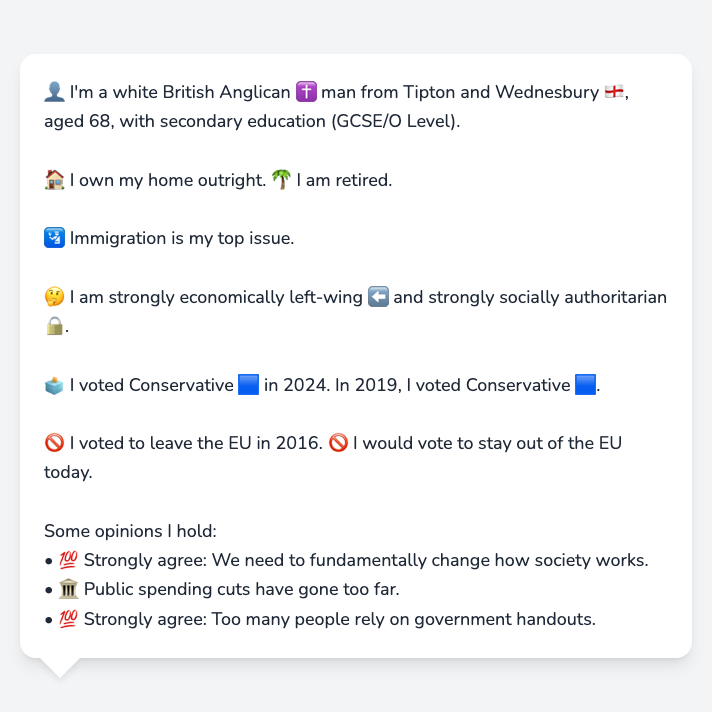 👤 I'm a white British Anglican ✝️ man from Tipton and Wednesbury 🏴󠁧󠁢󠁥󠁮󠁧󠁿,
aged 68, with secondary education (GCSE/O Level).
🏠 I own my home outright. 🌴 I am retired.
🛂 Immigration is my top issue.
🤔 I am strongly economically left-wing ⬅️ and strongly socially authoritarian
🔒.
🗳️ I voted Conservative 🟦 in 2024. In 2019, I voted Conservative 🟦.
🚫 I voted to leave the EU in 2016. 🚫 I would vote to stay out of the EU
today.
Some opinions I hold:
• 💯 Strongly agree: We need to fundamentally change how society works.
• 🏛️ Public spending cuts have gone too far.
• 💯 Strongly agree: Too many people rely on government handouts.